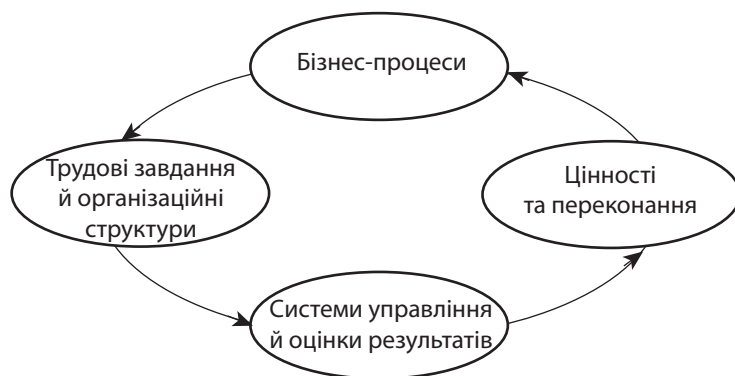 Бізнес-процеси
Трудові завдання
й організаційні
структури
Цінності
та переконання
Системи управління
й оцінки результатів